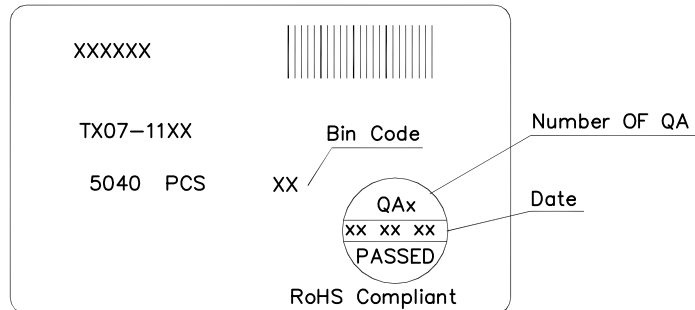 XXXXXX
TX07-11XX
Bin Code
Number OF QA
5040 PCS
XX
QAx
Date
XX XX XX
PASSED
RoHS Compliant